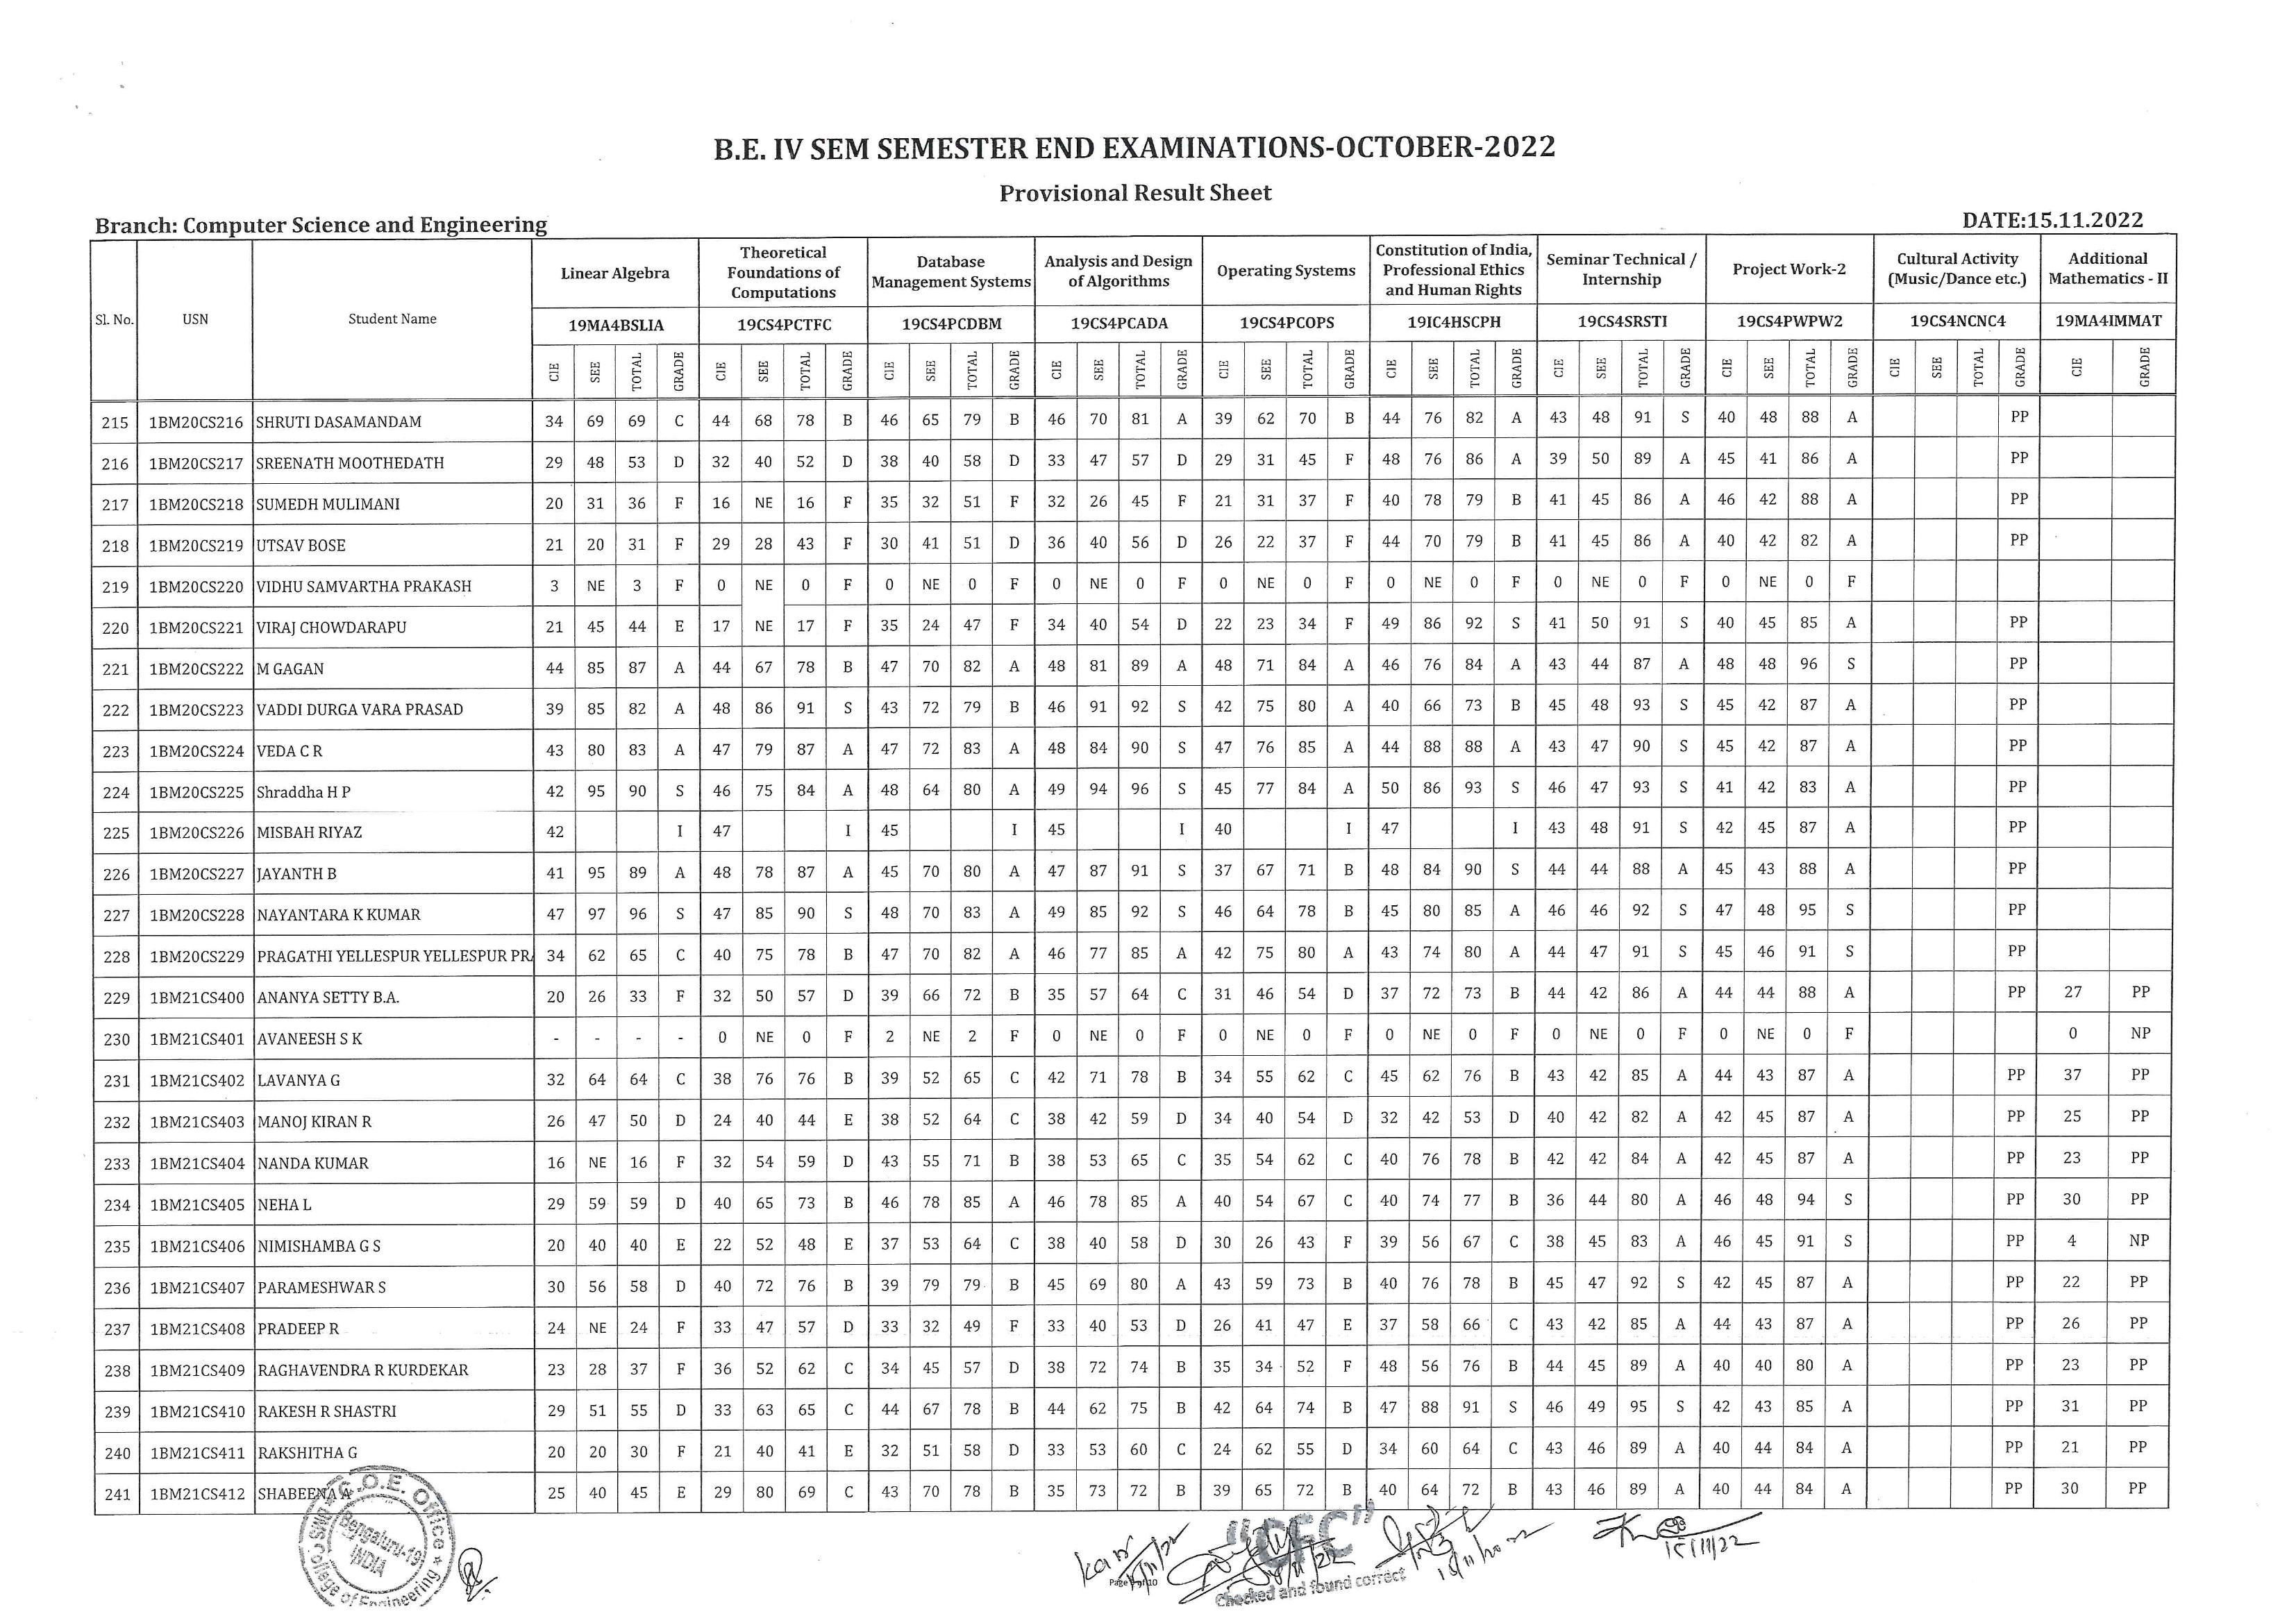 B.E. IV SEM SEMESTER END EXAMINATIONS-OCTOBER-2022
Provisional Result Sheet
Branch: Computer Science and Engineering DATE:15.11.2022
Sl. No. USN Student Name Linear Algebra Theoretical Foundations of Computations Database Management Systems Analysis and Design of Algorithms Operating Systems Constitution of India, Professional Ethics and Human Rights Seminar Technical / Internship Project Work-2 Cultural Activity (Music/Dance etc.) Additional Mathematics - II
19MA4BSLIA 19CS4PCTFC 19CS4PCDBM 19CS4PCADA 19CS4PCOPS 19IC4HSCPH 19CS4SRSTI 19CS4PWPW2 19CS4NCNC4 19MA4IMMAT
CIE SEE TOTAL GRADE CIE SEE TOTAL GRADE CIE SEE TOTAL GRADE CIE SEE TOTAL GRADE CIE SEE TOTAL GRADE CIE SEE TOTAL GRADE CIE SEE TOTAL GRADE CIE SEE TOTAL GRADE CIE SEE TOTAL GRADE CIE GRADE
215 1BM20CS216 SHRUTI DASAMANDAM 34 69 69 C 44 68 78 B 46 65 79 B 46 70 81 A 39 62 70 B 44 76 82 A 43 48 91 S 40 48 88 A PP
216 1BM20CS217 SREENATH MOOTHEDATH 29 48 53 D 32 40 52 D 38 40 58 D 33 47 57 D 29 31 45 F 48 76 86 A 39 50 89 A 45 41 86 A PP
217 1BM20CS218 SUMEDH MULIMANI 20 31 36 F 16 NE 16 F 35 32 51 F 32 26 45 F 21 31 37 F 40 78 79 B 41 45 86 A 46 42 88 A PP
218 1BM20CS219 UTSAV BOSE 21 20 31 F 29 28 43 F 30 41 51 D 36 40 56 D 26 22 37 F 44 70 79 B 41 45 86 A 40 42 82 A PP
219 1BM20CS220 VIDHU SAMVARTHA PRAKASH 3 NE 3 F 0 NE 0 F 0 NE 0 F 0 NE 0 F 0 NE 0 F 0 NE 0 F 0 NE 0 F 0 NE 0 F
220 1BM20CS221 VIRAJ CHOWDARAPU 21 45 44 E 17 NE 17 F 35 24 47 F 34 40 54 D 22 23 34 F 49 86 92 S 41 50 91 S 40 45 85 A PP
221 1BM20CS222 M GAGAN 44 85 87 A 44 67 78 B 47 70 82 A 48 81 89 A 48 71 84 A 46 76 84 A 43 44 87 A 48 48 96 S PP
222 1BM20CS223 VADDI DURGA VARA PRASAD 39 85 82 A 48 86 91 S 43 72 79 B 46 91 92 S 42 75 80 A 40 66 73 B 45 48 93 S 45 42 87 A PP
223 1BM20CS224 VEDA C R 43 80 83 A 47 79 87 A 47 72 83 A 48 84 90 S 47 76 85 A 44 88 88 A 43 47 90 S 45 42 87 A PP
224 1BM20CS225 Shraddha H P 42 95 90 S 46 75 84 A 48 64 80 A 49 94 96 S 45 77 84 A 50 86 93 S 46 47 93 S 41 42 83 A PP
225 1BM20CS226 MISBAH RIYAZ 42 I 47 I 45 I 45 I 40 I 47 I 43 48 91 S 42 45 87 A PP
226 1BM20CS227 JAYANTH B 41 95 89 A 48 78 87 A 45 70 80 A 47 87 91 S 37 67 71 B 48 84 90 S 44 44 88 A 45 43 88 A PP
227 1BM20CS228 NAYANTARA K KUMAR 47 97 96 S 47 85 90 S 48 70 83 A 49 85 92 S 46 64 78 B 45 80 85 A 46 46 92 S 47 48 95 S PP
228 1BM20CS229 PRAGATHI YELLESPUR YELLESPUR PR 34 62 65 C 40 75 78 B 47 70 82 A 46 77 85 A 42 75 80 A 43 74 80 A 44 47 91 S 45 46 91 S PP
229 1BM21CS400 ANANYA SETTY B.A. 20 26 33 F 32 50 57 D 39 66 72 B 35 57 64 C 31 46 54 D 37 72 73 B 44 42 86 A 44 44 88 A PP 27 PP
230 1BM21CS401 AVANEESH S K - - - - 0 NE 0 F 2 NE 2 F 0 NE 0 F 0 NE 0 F 0 NE 0 F 0 NE 0 F 0 NE 0 F 0 NP
231 1BM21CS402 LAVANYA G 32 64 64 C 38 76 76 B 39 52 65 C 42 71 78 B 34 55 62 C 45 62 76 B 43 42 85 A 44 43 87 A PP 37 PP
232 1BM21CS403 MANOJ KIRAN R 26 47 50 D 24 40 44 E 38 52 64 C 38 42 59 D 34 40 54 D 32 42 53 D 40 42 82 A 42 45 87 A PP 25 PP
233 1BM21CS404 NANDA KUMAR 16 NE 16 F 32 54 59 D 43 55 71 B 38 53 65 C 35 54 62 C 40 76 78 B 42 42 84 A 42 45 87 A PP 23 PP
234 1BM21CS405 NEHA L 29 59 59 D 40 65 73 B 46 78 85 A 46 78 85 A 40 54 67 C 40 74 77 B 36 44 80 A 46 48 94 S PP 30 PP
235 1BM21CS406 NIMISHAMBA G S 20 40 40 E 22 52 48 E 37 53 64 C 38 40 58 D 30 26 43 F 39 56 67 C 38 45 83 A 46 45 91 S PP 4 NP
236 1BM21CS407 PARAMESHWAR S 30 56 58 D 40 72 76 B 39 79 79 B 45 69 80 A 43 59 73 B 40 76 78 B 45 47 92 S 42 45 87 A PP 22 PP
237 1BM21CS408 PRADEEP R 24 NE 24 F 33 47 57 D 33 32 49 F 33 40 53 D 26 41 47 E 37 58 66 C 43 42 85 A 44 43 87 A PP 26 PP
238 1BM21CS409 RAGHAVENDRA R KURDEKAR 23 28 37 F 36 52 62 C 34 45 57 D 38 72 74 B 35 34 52 F 48 56 76 B 44 45 89 A 40 40 80 A PP 23 PP
239 1BM21CS410 RAKESH R SHASTRI 29 51 55 D 33 63 65 C 44 67 78 B 44 62 75 B 42 64 74 B 47 88 91 S 46 49 95 S 42 43 85 A PP 31 PP
240 1BM21CS411 RAKSHITHA G 20 20 30 F 21 40 41 E 32 51 58 D 33 53 60 C 24 62 55 D 34 60 64 C 43 46 89 A 40 44 84 A PP 21 PP
241 1BM21CS412 SHABEENA A 25 40 45 E 29 80 69 C 43 70 78 B 35 73 72 B 39 65 72 B 40 64 72 B 43 46 89 A 40 44 84 A PP 30 PP
C.O.E. Office
BMS College of Engineering
Bengaluru-19
INDIA
"CFC"
15/11/22
Page
10
Checked and found correct